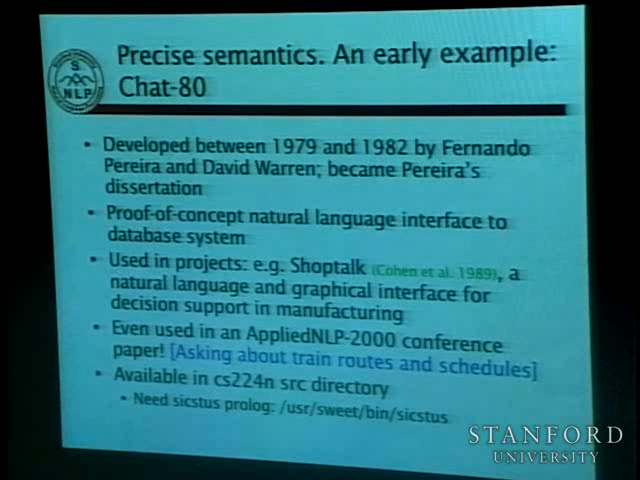 Precise semantics. An early example:
Chat-80
S
NLP
• Developed between 1979 and 1982 by Fernando
Pereira and David Warren; became Pereira's
dissertation
• Proof-of-concept natural language interface to
database system
• Used in projects: e.g. Shoptalk (Cohen et al. 1989), a
natural language and graphical interface for
decision support in manufacturing
• Even used in an AppliedNLP-2000 conference
paper! [Asking about train routes and schedules]
• Available in cs224n src directory
• Need sicstus prolog: /usr/sweet/bin/sicstus
STANFORD
UNIVERSITY